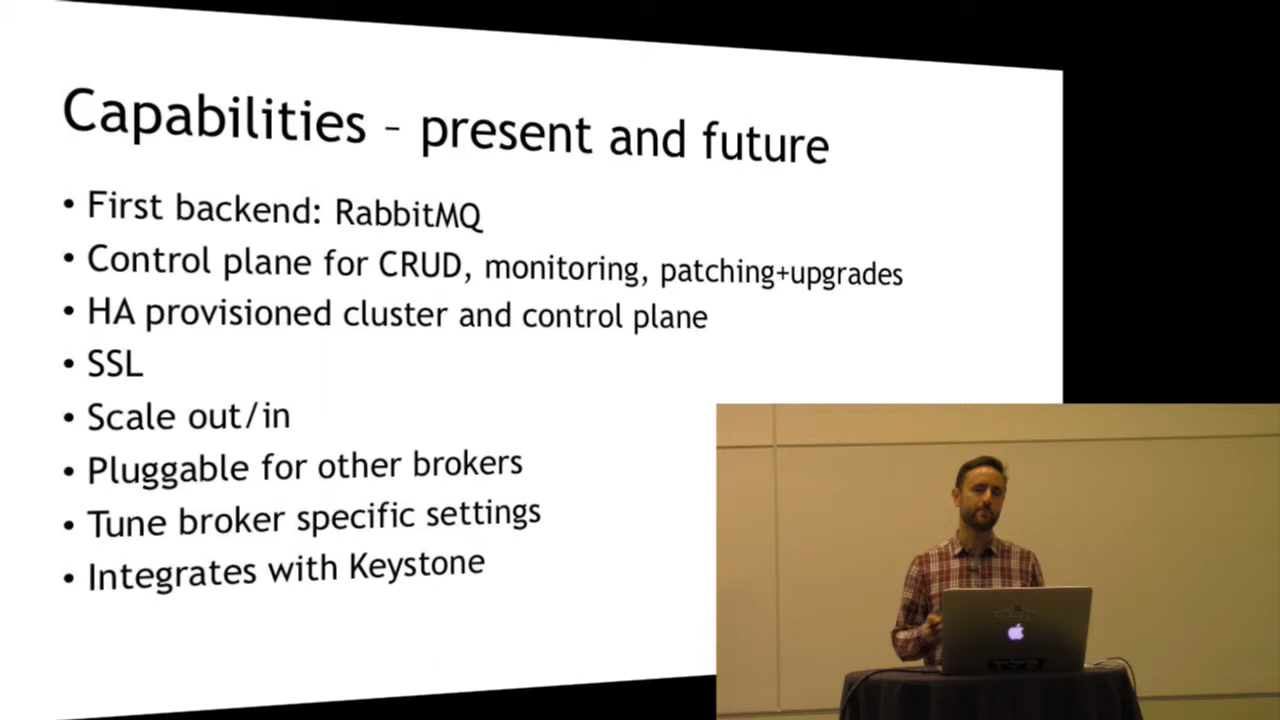 Capabilities – present and future
• First backend: RabbitMQ
• Control plane for CRUD, monitoring, patching+upgrades
• HA provisioned cluster and control plane
• SSL
• Scale out/in
• Pluggable for other brokers
• Tune broker specific settings
• Integrates with Keystone